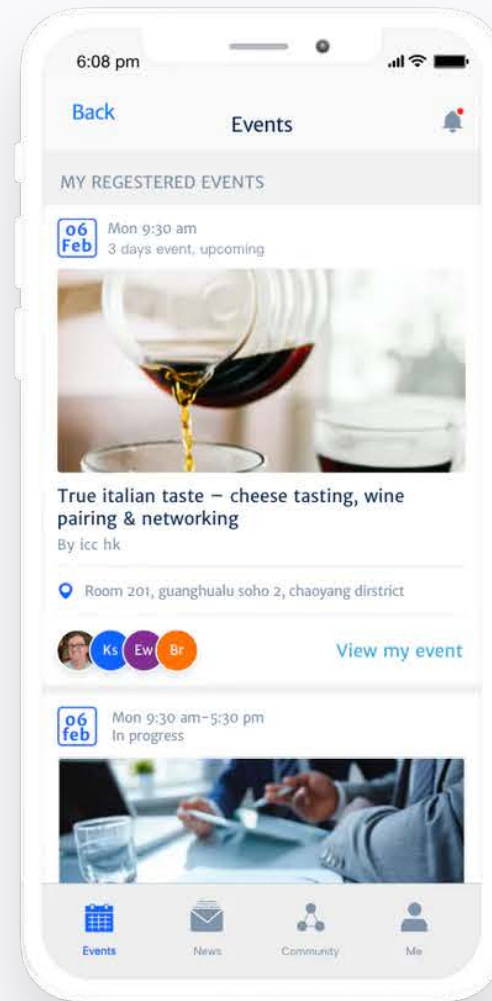 6:08 pm
Back
Events
MY REGESTERED EVENTS
06
Feb
Mon 9:30 am
3 days event, upcoming
True italian taste – cheese tasting, wine
pairing & networking
By icc hk
Room 201, guanghualu soho 2, chaoyang dirstrict
Ks
Ew
Br
View my event
06
feb
Mon 9:30 am-5:30 pm
In progress
Events
News
Community
Me